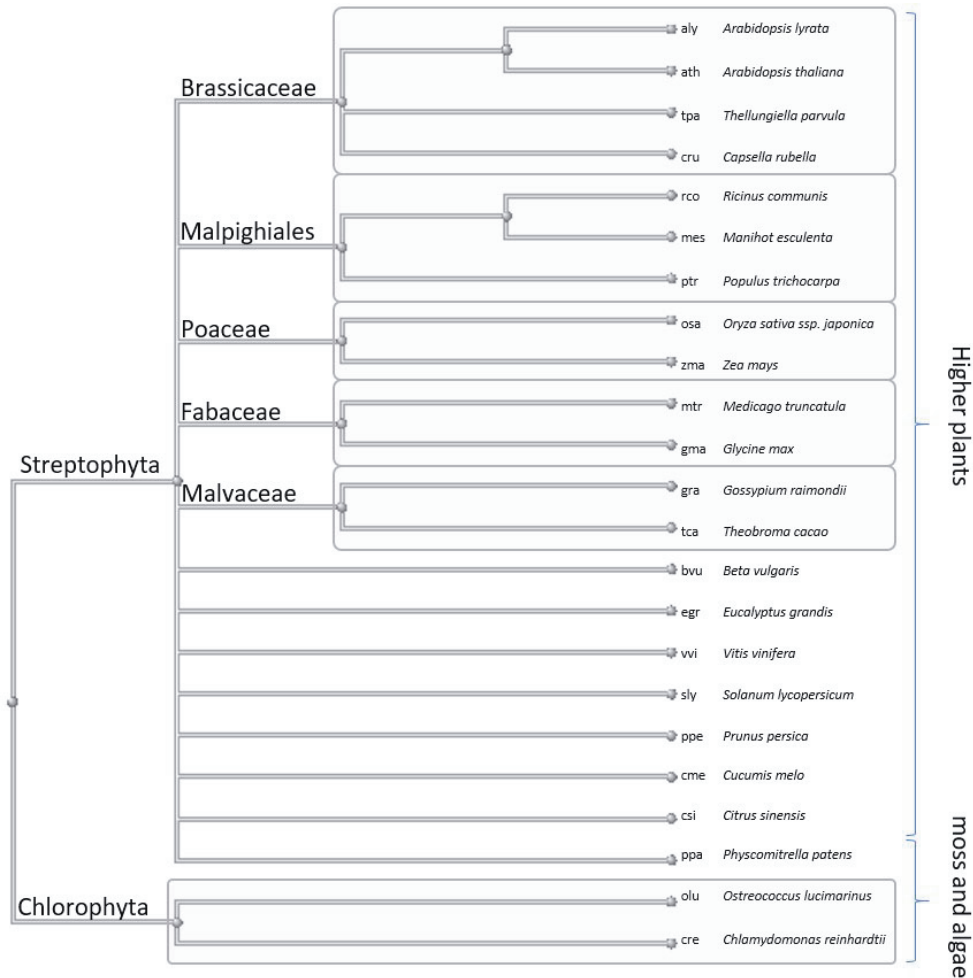 aly Arabidopsis lyrata
Brassicaceae
ath Arabidopsis thaliana
tpa Thellungiella parvula
cru Capsella rubella
rco Ricinus communis
Malpighiales
mes Manihot esculenta
ptr Populus trichocarpa
osa Oryza sativa ssp. japonica
Poaceae
zma Zea mays
Higher plants
mtr Medicago truncatula
Fabaceae
gma Glycine max
Streptophyta
gra Gossypium raimondii
Malvaceae
tca Theobroma cacao
bvu Beta vulgaris
egr Eucalyptus grandis
vvi Vitis vinifera
sly Solanum lycopersicum
ppe Prunus persica
cme Cucumis melo
csi Citrus sinensis
ppa Physcomitrella patens
moss and algae
olu Ostreococcus lucimarinus
Chlorophyta
cre Chlamydomonas reinhardtii